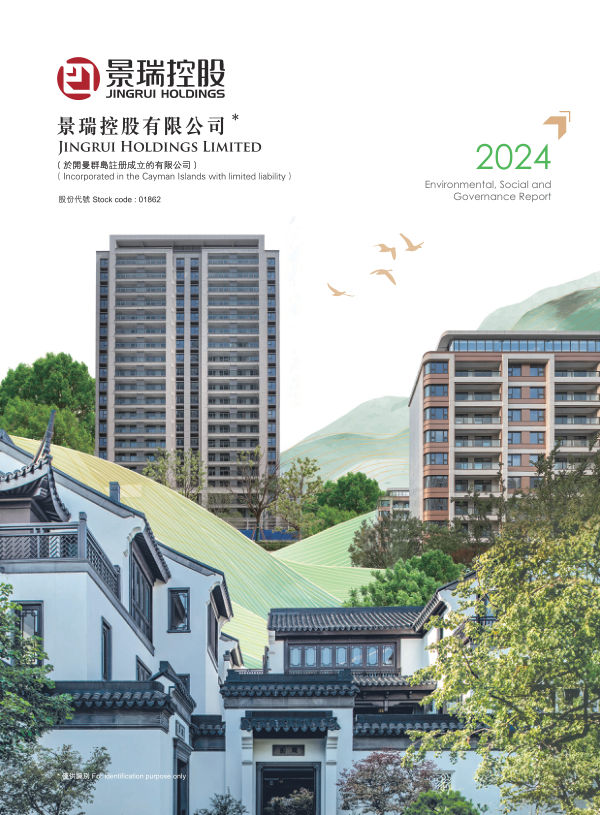 景瑞控股
JINGRUI HOLDINGS
景瑞控股有限公司*
JINGRUI HOLDINGS LIMITED
(於開曼群島註册成立的有限公司)
(Incorporated in the Cayman Islands with limited liability)
股份代號 Stock code : 01862
2024
Environmental, Social and
Governance Report
* 僅供識別 For identification purpose only